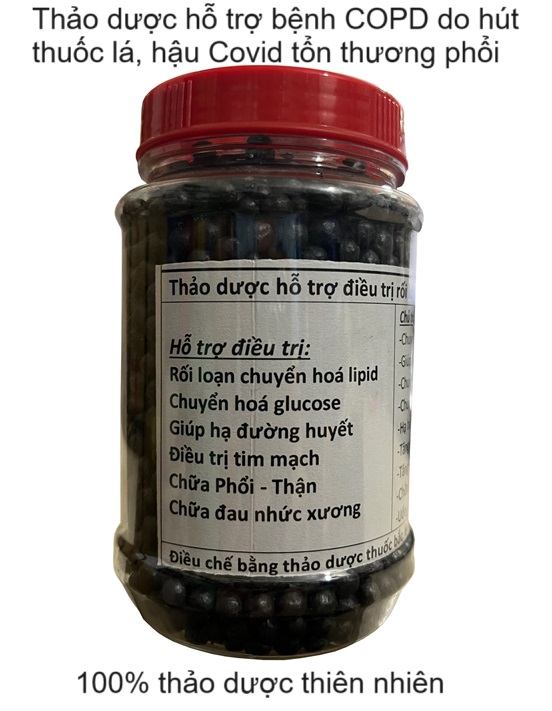 Thảo dược hỗ trợ bệnh COPD do hút
thuốc lá, hậu Covid tổn thương phổi
Thảo dược hỗ trợ điều trị rối
Hỗ trợ điều trị:
Rối loạn chuyển hoá lipid
Chuyển hoá glucose
Giúp hạ đường huyết
Điều trị tim mạch
Chữa Phổi - Thận
Chữa đau nhức xương
Điều chế bằng thảo dược thuốc
100% thảo dược thiên nhiên